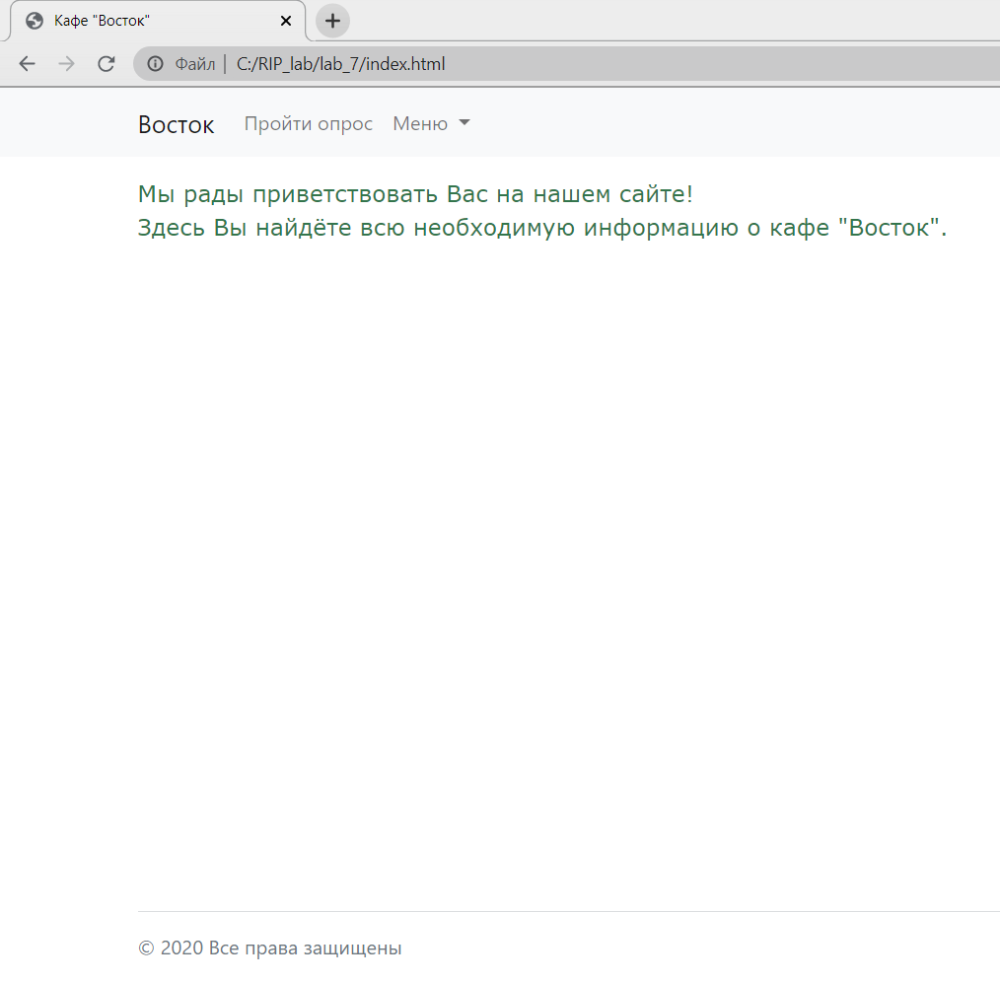 Кафе "Восток"
Файл | C:/RIP_lab/lab_7/index.html
Восток Пройти опрос Меню
Мы рады приветствовать Вас на нашем сайте!
Здесь Вы найдёте всю необходимую информацию о кафе "Восток".
© 2020 Все права защищены